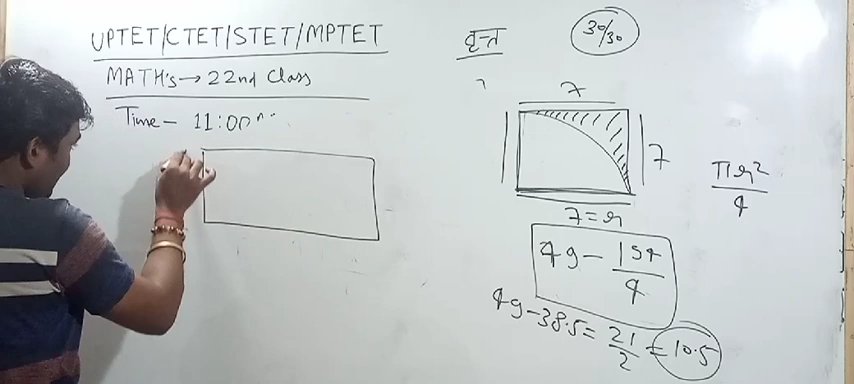 UPTET/CTET/STET/MPTET
MATH's → 22nd Class
Time - 11:00
वृत्त
30/30
7
7
7 = r
πr²/4
49 - 154/4
49 - 38.5 = 21/2 = 10.5